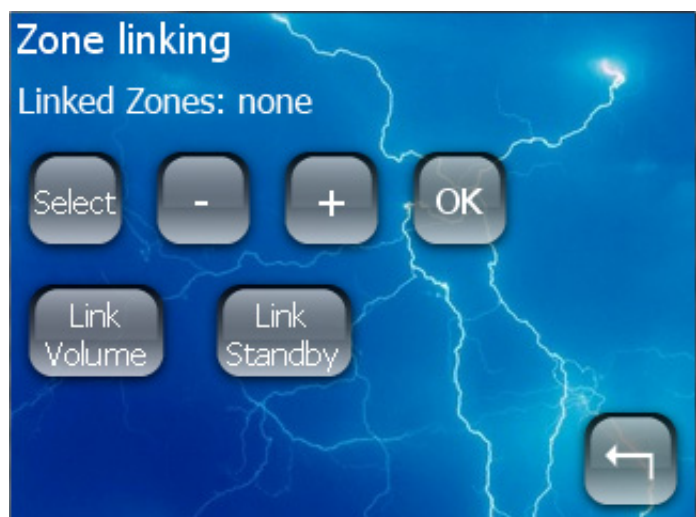 Zone linking
Linked Zones: none
Select - + OK
Link
Volume
Link
Standby